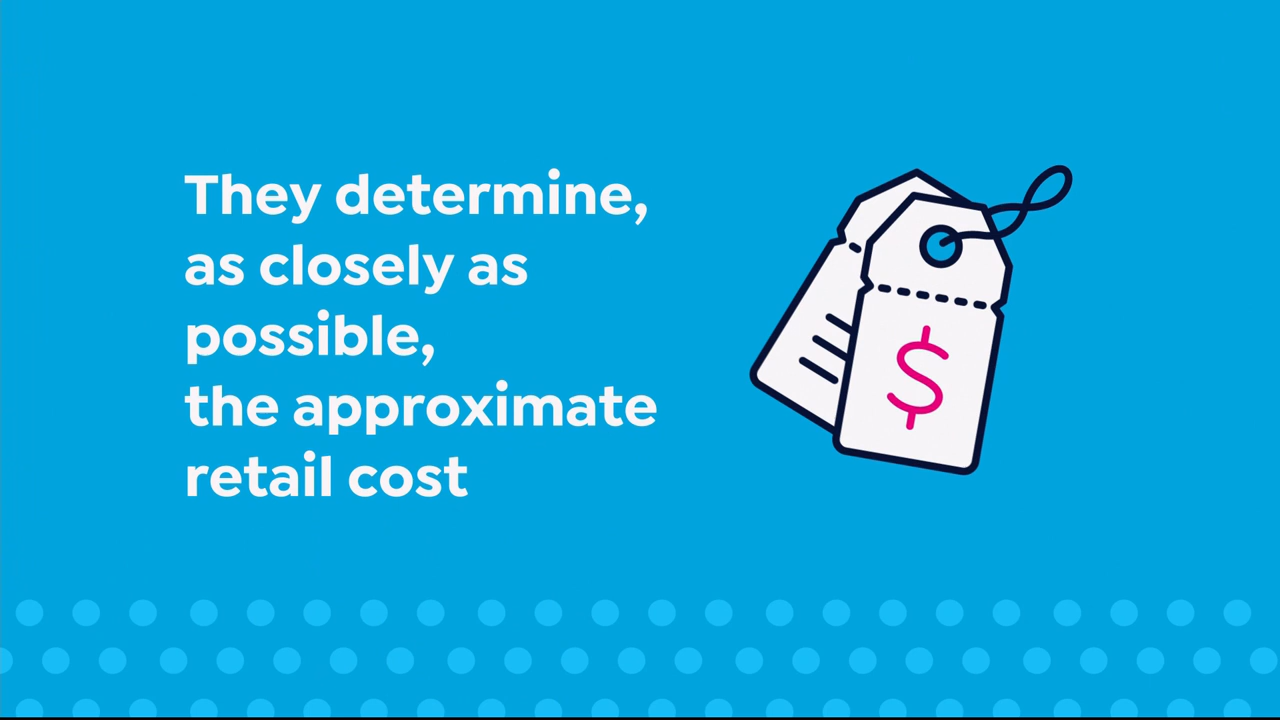 They determine,
as closely as
possible,
the approximate
retail cost
$